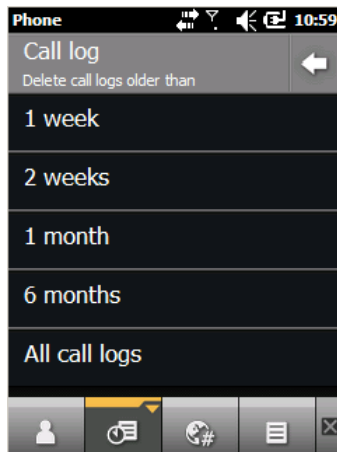 Phone 10:59
Call log
Delete call logs older than
1 week
2 weeks
1 month
6 months
All call logs
#